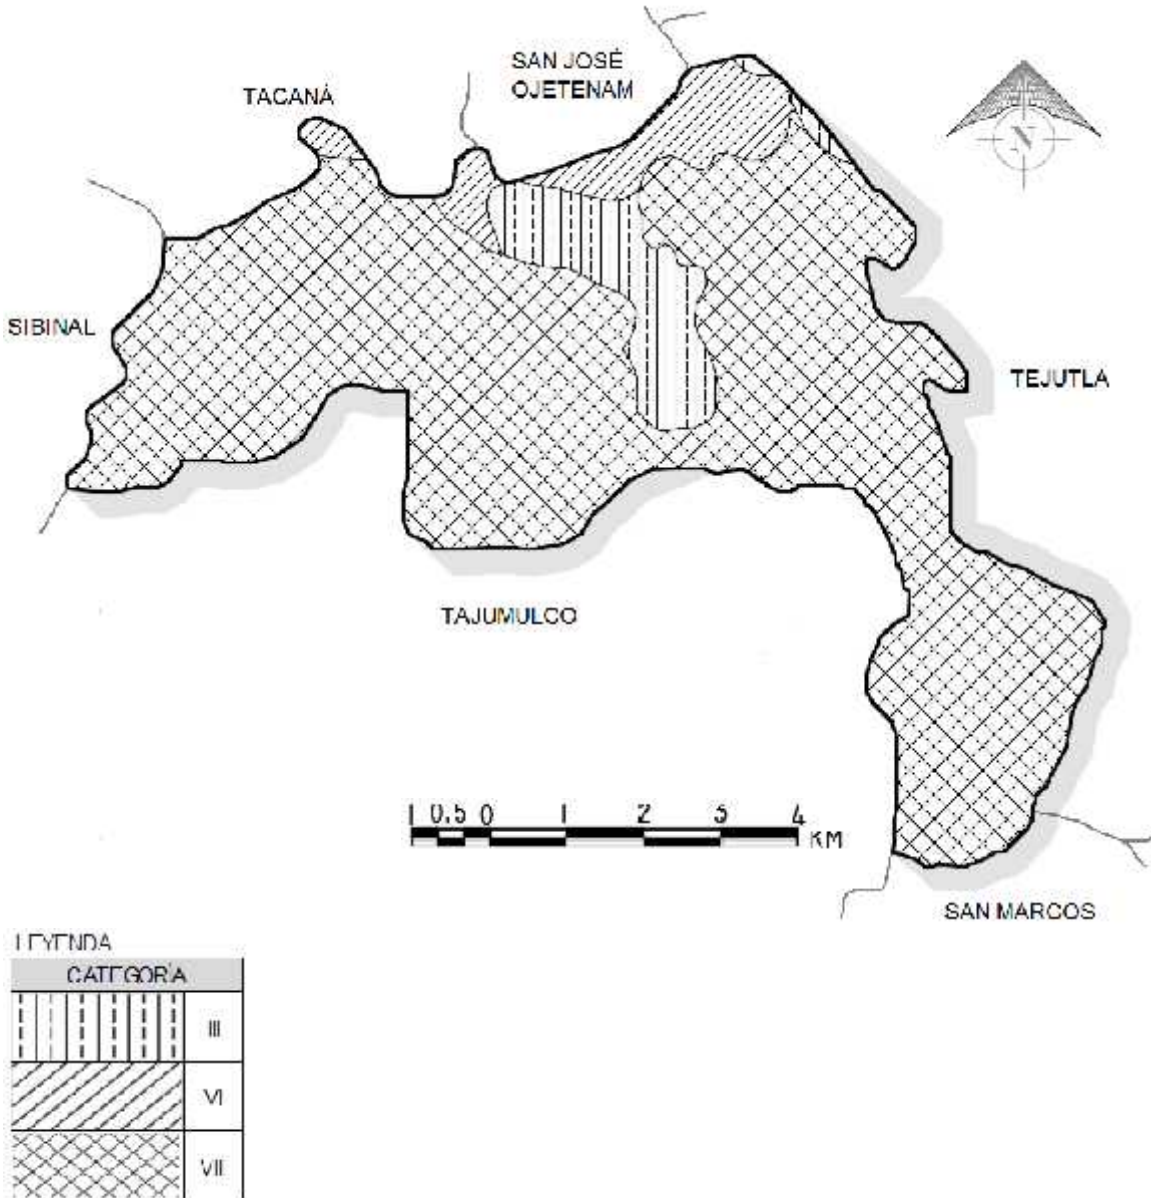 SAN JOSÉ
OJETENAM
TACANÁ
N
SIBINAL
TEJUTLA
TAJUMULCO
1 0.5 0 1 2 3 4
KM
SAN MARCOS
LEYENDA
CATEGORÍA
III
VI
VII